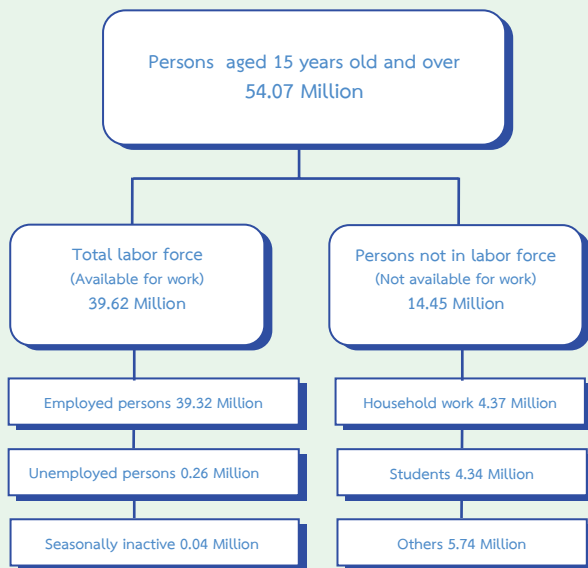 Persons aged 15 years old and over
54.07 Million
Total labor force
(Available for work)
39.62 Million
Persons not in labor force
(Not available for work)
14.45 Million
Employed persons 39.32 Million
Household work 4.37 Million
Unemployed persons 0.26 Million
Students 4.34 Million
Seasonally inactive 0.04 Million
Others 5.74 Million